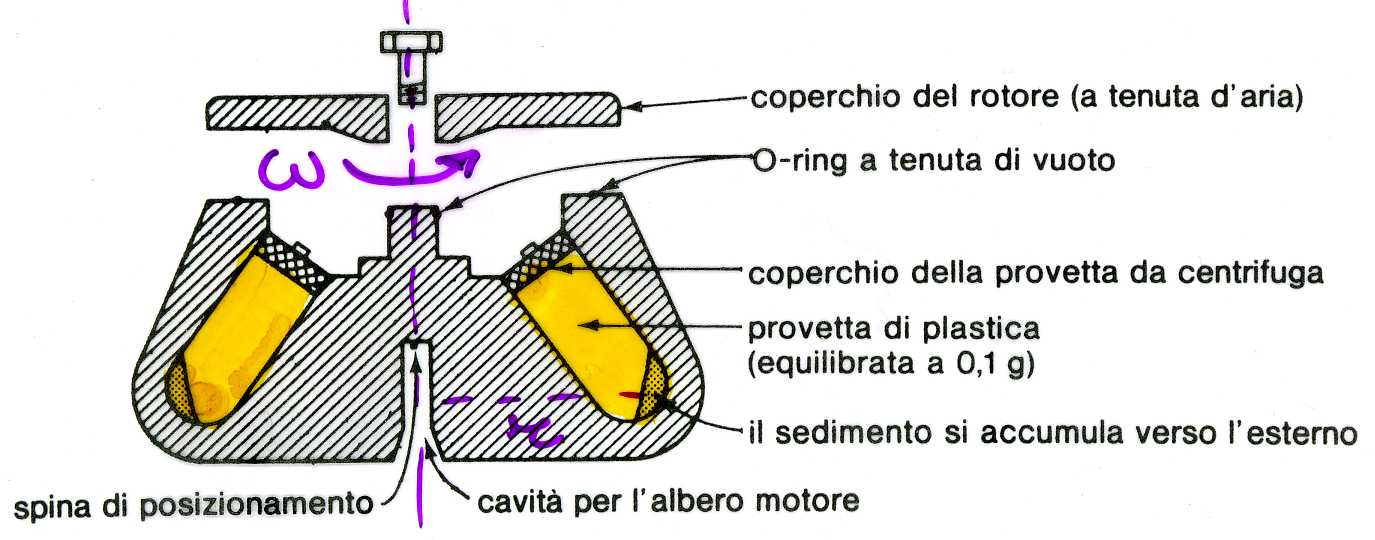 coperchio del rotore (a tenuta d'aria)
ω
O-ring a tenuta di vuoto
coperchio della provetta da centrifuga
provetta di plastica
(equilibrata a 0,1 g)
il sedimento si accumula verso l'esterno
spina di posizionamento
cavità per l'albero motore